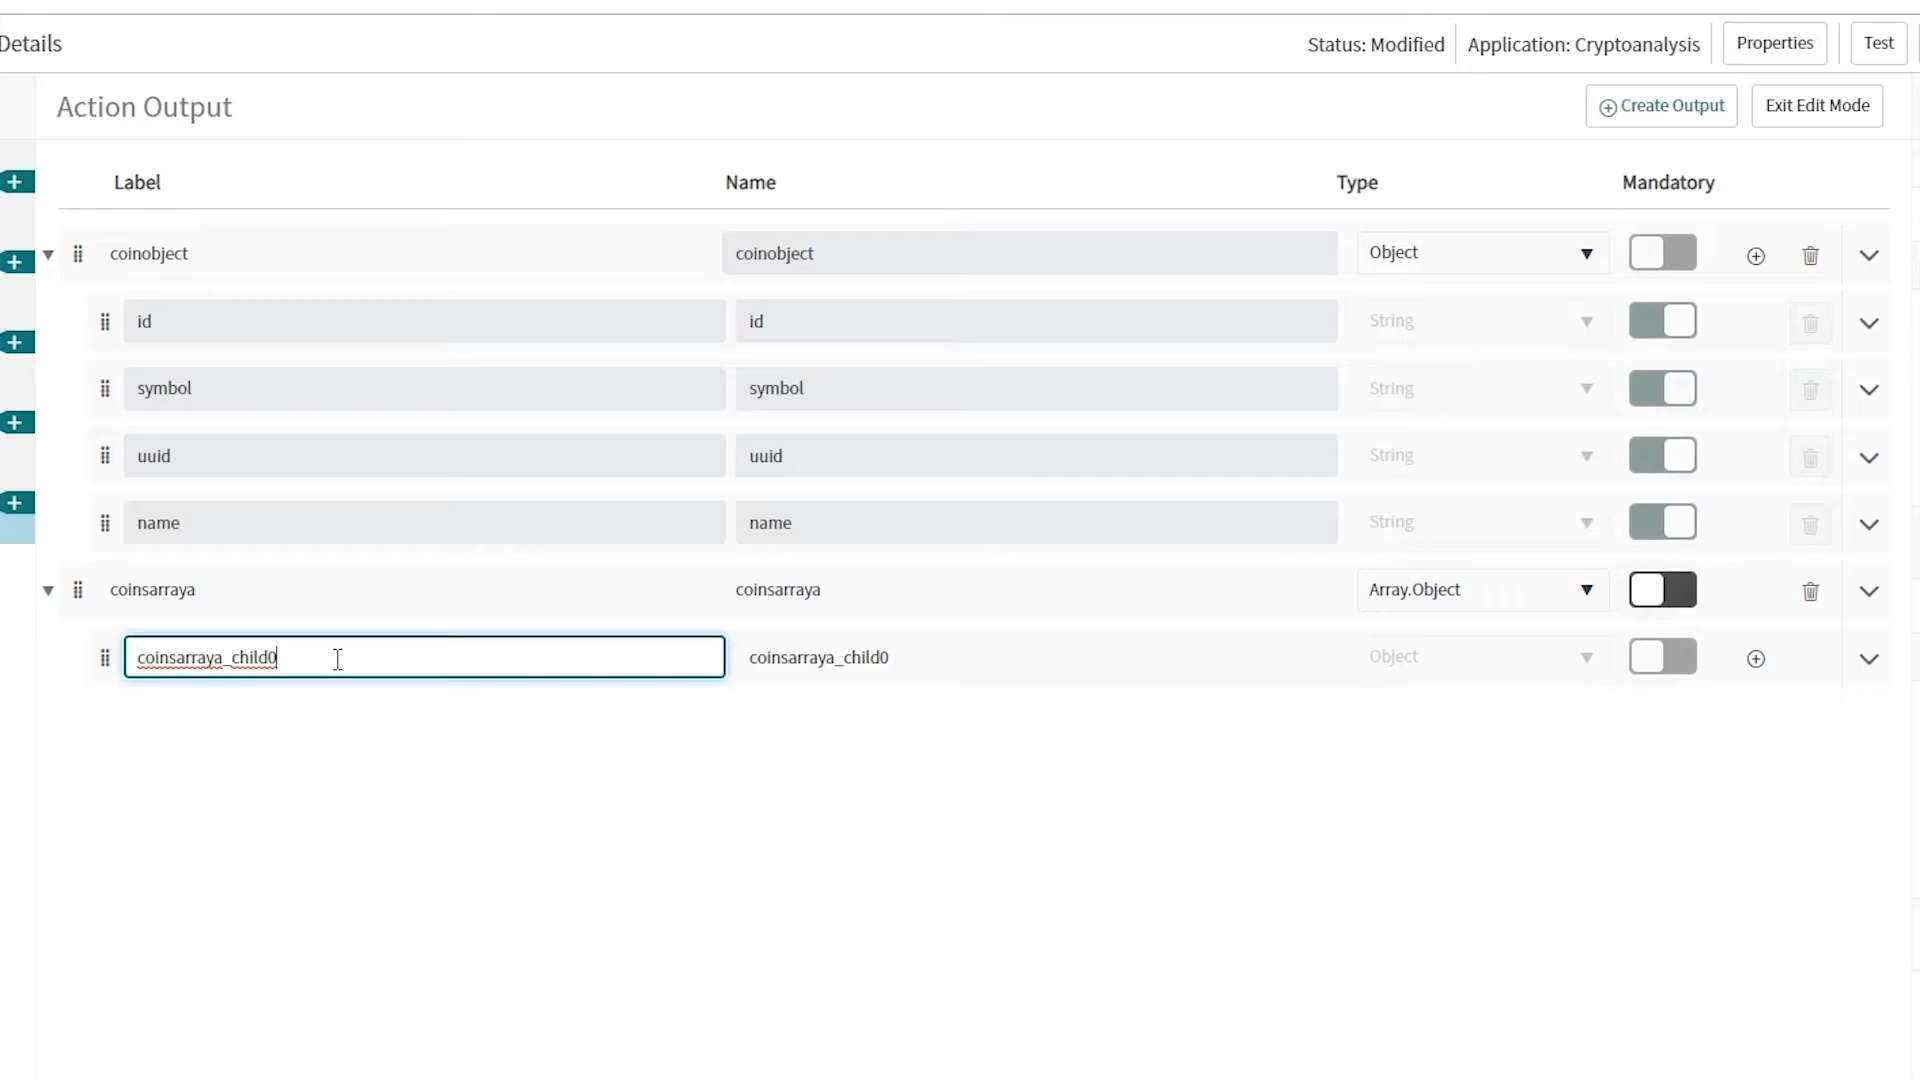 Details
Status: Modified
Application: Cryptoanalysis
Properties
Test
Action Output
Create Output
Exit Edit Mode
Label Name Type Mandatory
coinobject coinobject Object
id id String
symbol symbol String
uuid uuid String
name name String
coinsarraya coinsarraya Array.Object
coinsarraya_child0 coinsarraya_child0 Object